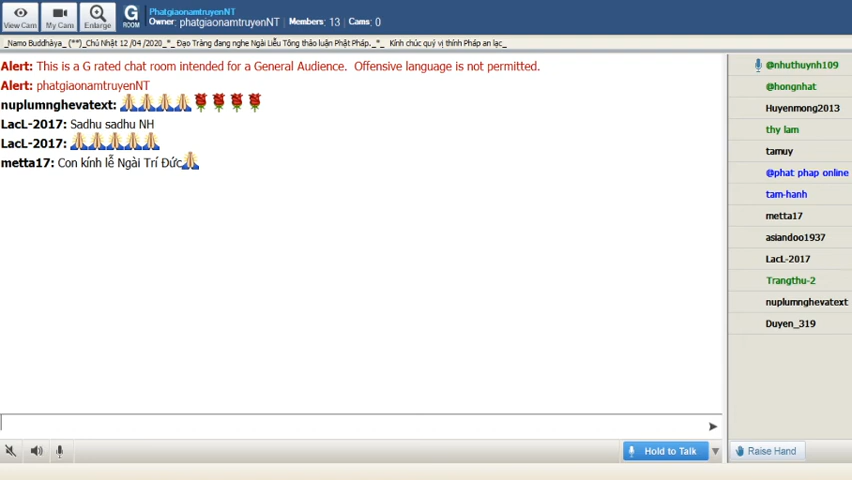 View Cam
My Cam
Enlarge
G
ROOM
PhatgiaonamtruyenNT
Owner: phatgiaonamtruyenNT Members: 13 Cams: 0
_Namo Buddhàya_ (**)_Chủ Nhật 12 /04 /2020_*_ Đạo Tràng đang nghe Ngài Liễu Tông thảo luận Phật Pháp._*_ Kính chúc quý vị thính Pháp an lạc_
Alert: This is a G rated chat room intended for a General Audience. Offensive language is not permitted.
Alert: phatgiaonamtruyenNT
nuplumnghevatext: 🙏🙏🙏🙏🌹🌹🌹🌹
LacL-2017: Sadhu sadhu NH
LacL-2017: 🙏🙏🙏🙏🙏
metta17: Con kính lễ Ngài Trí Đức🙏
@nhuthuynh109
@hongnhat
Huyenmong2013
thy lam
tamuy
@phat phap online
tam-hanh
metta17
asiandoo1937
LacL-2017
Trangthu-2
nuplumnghevatext
Duyen_319
Hold to Talk
Raise Hand